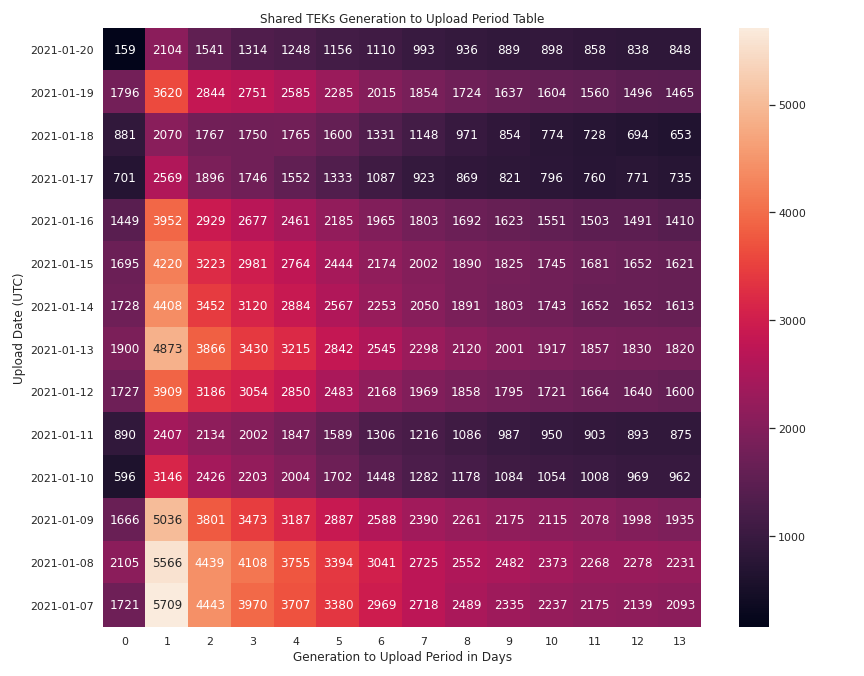 Shared TEKs Generation to Upload Period Table
2021-01-20 159 2104 1541 1314 1248 1156 1110 993 936 889 898 858 838 848
2021-01-19 1796 3620 2844 2751 2585 2285 2015 1854 1724 1637 1604 1560 1496 1465
2021-01-18 881 2070 1767 1750 1765 1600 1331 1148 971 854 774 728 694 653
2021-01-17 701 2569 1896 1746 1552 1333 1087 923 869 821 796 760 771 735
2021-01-16 1449 3952 2929 2677 2461 2185 1965 1803 1692 1623 1551 1503 1491 1410
2021-01-15 1695 4220 3223 2981 2764 2444 2174 2002 1890 1825 1745 1681 1652 1621
2021-01-14 1728 4408 3452 3120 2884 2567 2253 2050 1891 1803 1743 1652 1652 1613
2021-01-13 1900 4873 3866 3430 3215 2842 2545 2298 2120 2001 1917 1857 1830 1820
2021-01-12 1727 3909 3186 3054 2850 2483 2168 1969 1858 1795 1721 1664 1640 1600
2021-01-11 890 2407 2134 2002 1847 1589 1306 1216 1086 987 950 903 893 875
2021-01-10 596 3146 2426 2203 2004 1702 1448 1282 1178 1084 1054 1008 969 962
2021-01-09 1666 5036 3801 3473 3187 2887 2588 2390 2261 2175 2115 2078 1998 1935
2021-01-08 2105 5566 4439 4108 3755 3394 3041 2725 2552 2482 2373 2268 2278 2231
2021-01-07 1721 5709 4443 3970 3707 3380 2969 2718 2489 2335 2237 2175 2139 2093
0 1 2 3 4 5 6 7 8 9 10 11 12 13
Generation to Upload Period in Days
Upload Date (UTC)
5000
4000
3000
2000
1000